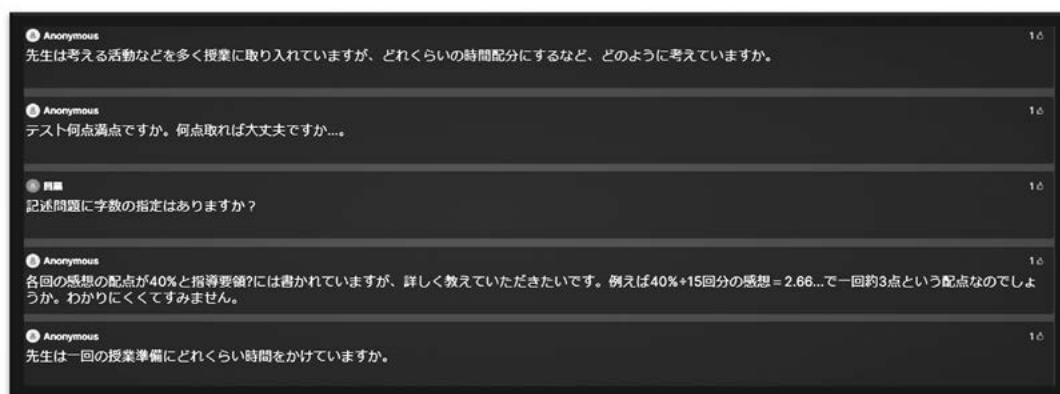 Anonymous
1
先生は考える活動などを多く授業に取り入れていますが、どれくらいの時間配分にするなど、どのように考えていますか。
Anonymous
1
テスト何点満点ですか。何点取れば大丈夫ですか...。
1
記述問題に字数の指定はありますか？
Anonymous
1
各回の感想の配点が40%と指導要領?には書かれていますが、詳しく教えていただきたいです。例えば40%÷15回分の感想＝2.66...で一回約3点という配点なのでしょ
うか。わかりにくくてすみません。
Anonymous
1
先生は一回の授業準備にどれくらい時間をかけていますか。